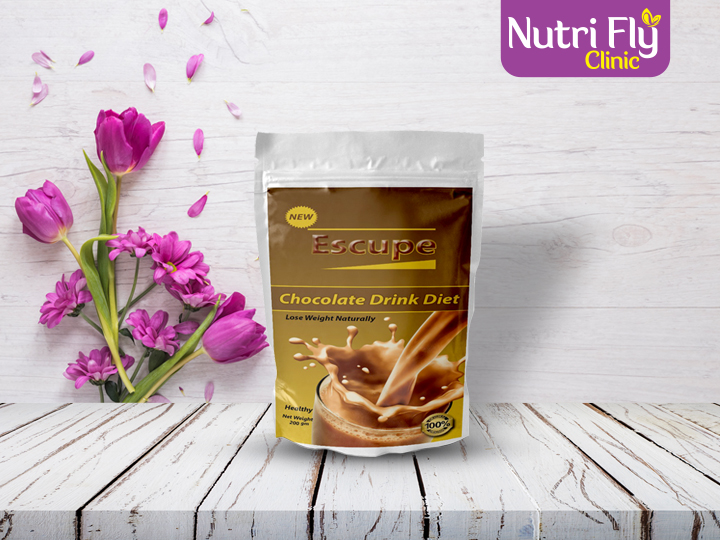 Nutri Fly
Clinic
NEW
Escupe
Chocolate Drink Diet
Lose Weight Naturally
Healthy
Net Weight
200 gm
100%